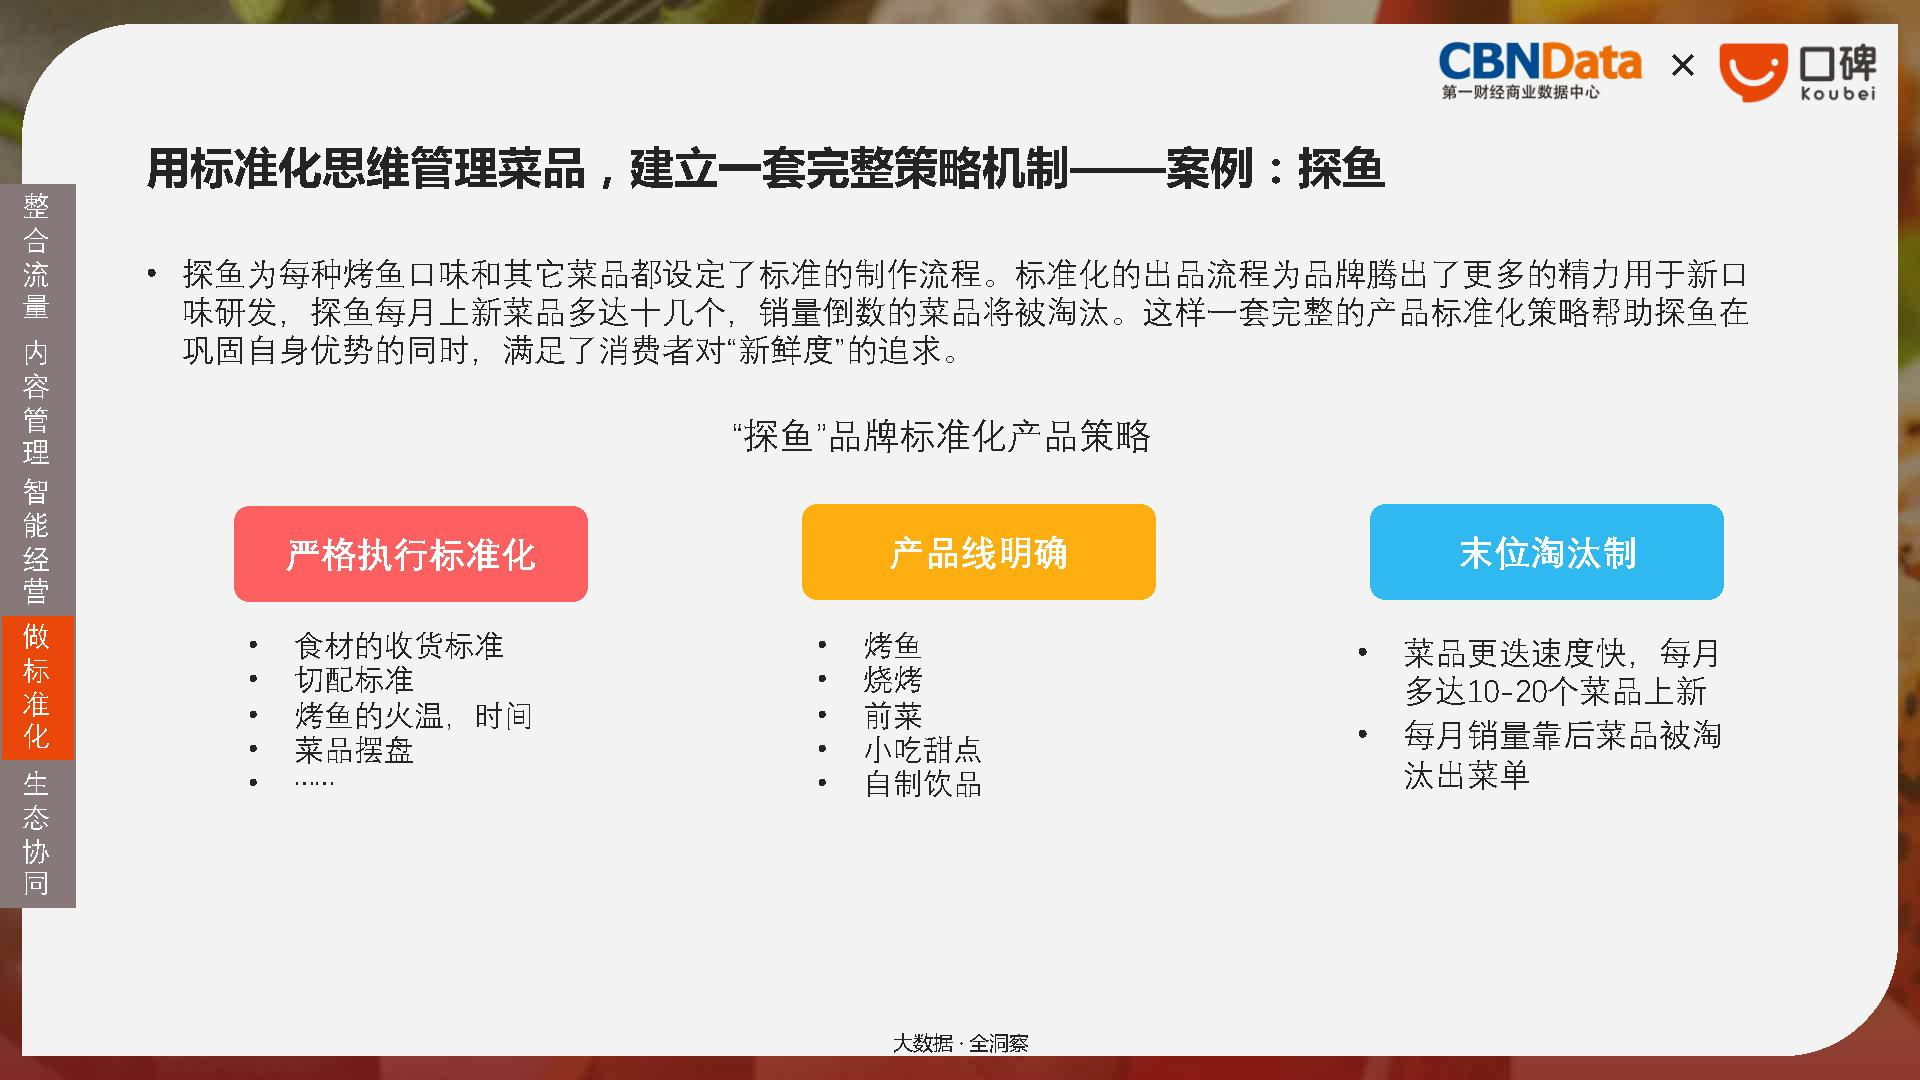 CBNData
第一财经商业数据中心
×
口碑
Koubei
用标准化思维管理菜品，建立一套完整策略机制——案例：探鱼
整合流量
内容管理
智能经营
做标准化
生态协同
• 探鱼为每种烤鱼口味和其它菜品都设定了标准的制作流程。标准化的出品流程为品牌腾出了更多的精力用于新口
味研发，探鱼每月上新菜品多达十几个，销量倒数的菜品将被淘汰。这样一套完整的产品标准化策略帮助探鱼在
巩固自身优势的同时，满足了消费者对“新鲜度”的追求。
“探鱼”品牌标准化产品策略
严格执行标准化
• 食材的收货标准
• 切配标准
• 烤鱼的火温，时间
• 菜品摆盘
• ……
产品线明确
• 烤鱼
• 烧烤
• 前菜
• 小吃甜点
• 自制饮品
末位淘汰制
• 菜品更迭速度快，每月
多达10-20个菜品上新
• 每月销量靠后菜品被淘
汰出菜单
大数据·全洞察